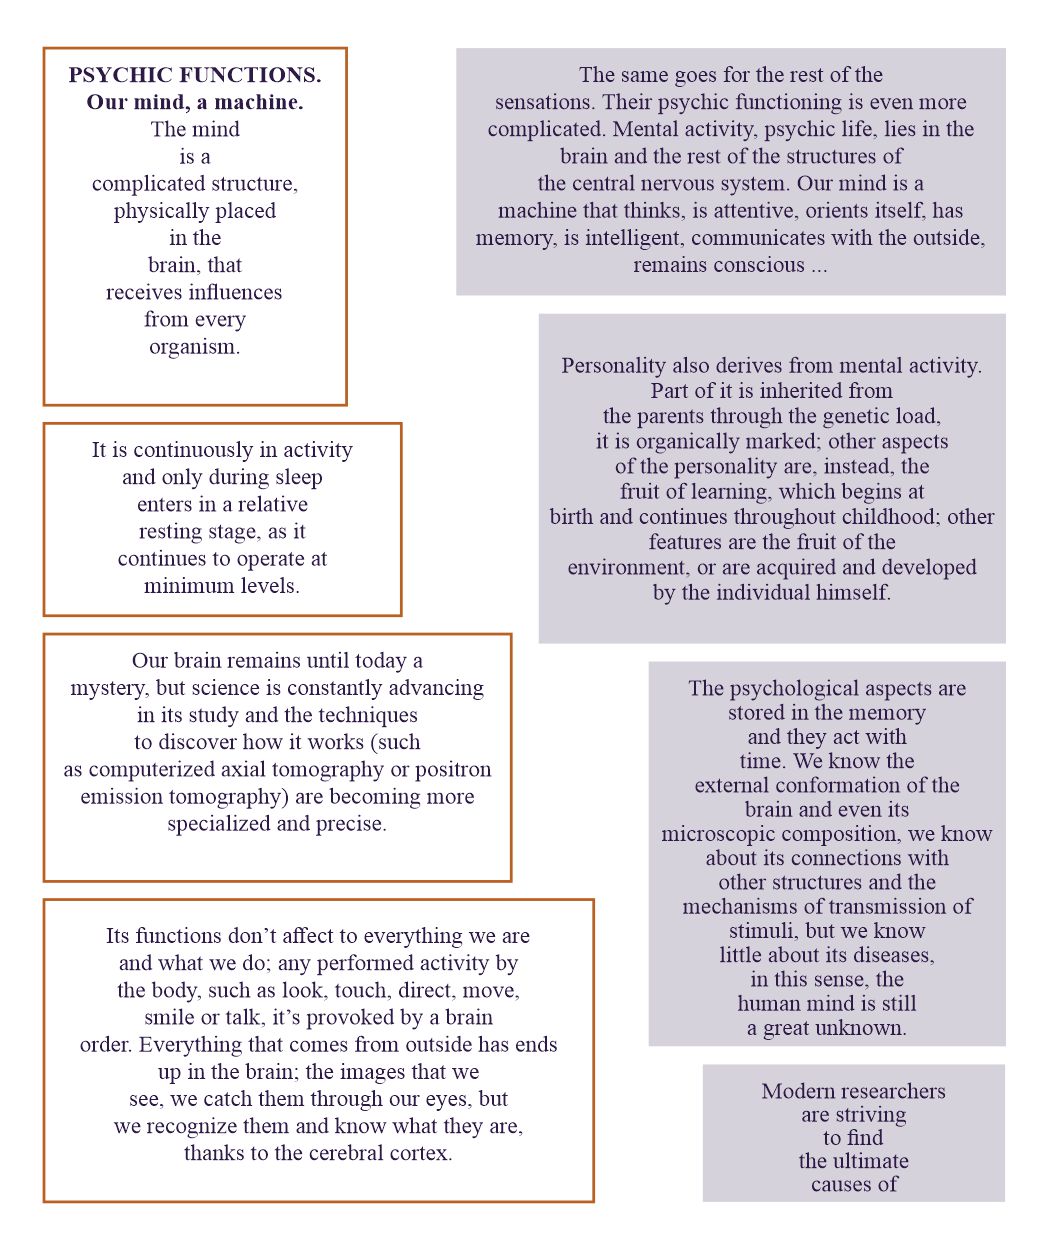 PSYCHIC FUNCTIONS.
Our mind, a machine.
The mind
is a
complicated structure,
physically placed
in the
brain, that
receives influences
from every
organism.
It is continuously in activity
and only during sleep
enters in a relative
resting stage, as it
continues to operate at
minimum levels.
Our brain remains until today a
mystery, but science is constantly advancing
in its study and the techniques
to discover how it works (such
as computerized axial tomography or positron
emission tomography) are becoming more
specialized and precise.
Its functions don’t affect to everything we are
and what we do; any performed activity by
the body, such as look, touch, direct, move,
smile or talk, it’s provoked by a brain
order. Everything that comes from outside has ends
up in the brain; the images that we
see, we catch them through our eyes, but
we recognize them and know what they are,
thanks to the cerebral cortex.
The same goes for the rest of the
sensations. Their psychic functioning is even more
complicated. Mental activity, psychic life, lies in the
brain and the rest of the structures of
the central nervous system. Our mind is a
machine that thinks, is attentive, orients itself, has
memory, is intelligent, communicates with the outside,
remains conscious ...
Personality also derives from mental activity.
Part of it is inherited from
the parents through the genetic load,
it is organically marked; other aspects
of the personality are, instead, the
fruit of learning, which begins at
birth and continues throughout childhood; other
features are the fruit of the
environment, or are acquired and developed
by the individual himself.
The psychological aspects are
stored in the memory
and they act with
time. We know the
external conformation of the
brain and even its
microscopic composition, we know
about its connections with
other structures and the
mechanisms of transmission of
stimuli, but we know
little about its diseases,
in this sense, the
human mind is still
a great unknown.
Modern researchers
are striving
to find
the ultimate
causes of